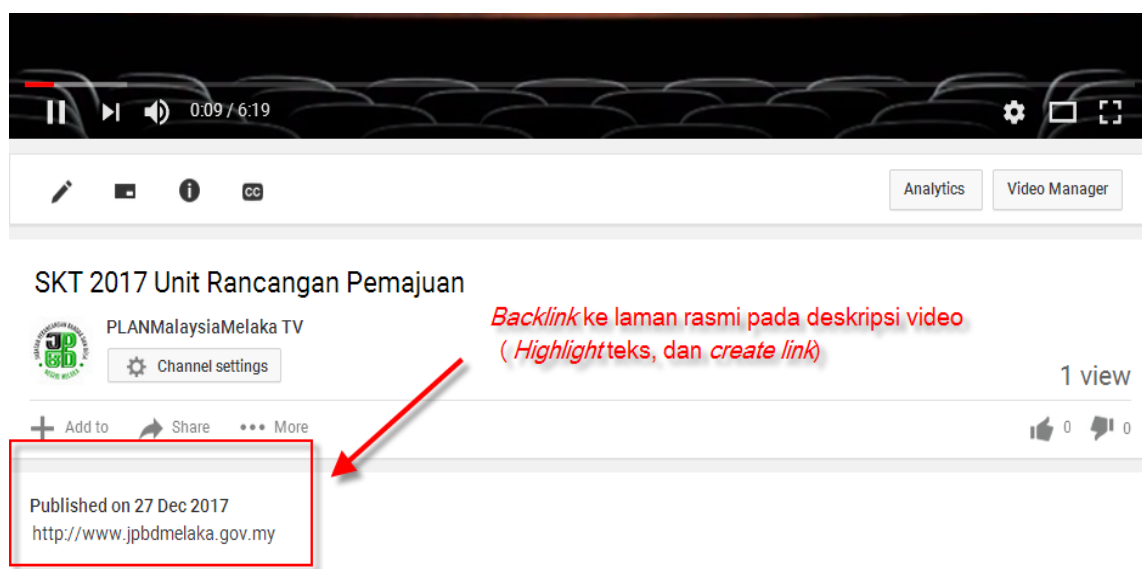 0:09 / 6:19
CC
Analytics
Video Manager
SKT 2017 Unit Rancangan Pemajuan
PLANMalaysiaMelaka TV
Channel settings
Backlink ke laman rasmi pada deskripsi video
( Highlight teks, dan create link)
1 view
Add to
Share
More
0
0
Published on 27 Dec 2017
http://www.jpbdmelaka.gov.my